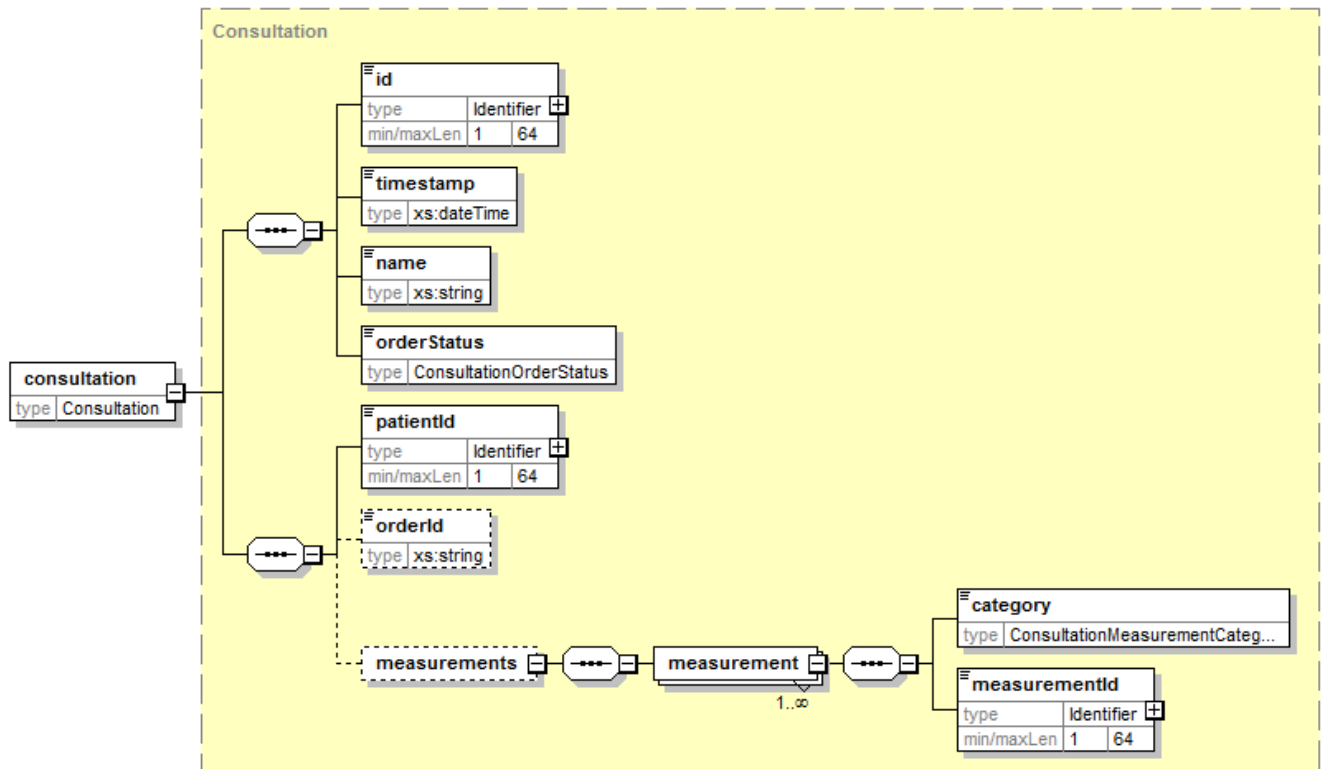 Consultation
id
type Identifier
min/maxLen 1 64
timestamp
type xs:dateTime
name
type xs:string
orderStatus
type ConsultationOrderStatus
consultation
type Consultation
patientId
type Identifier
min/maxLen 1 64
orderId
type xs:string
measurements
measurement
1..∞
category
type ConsultationMeasurementCateg...
measurementId
type Identifier
min/maxLen 1 64